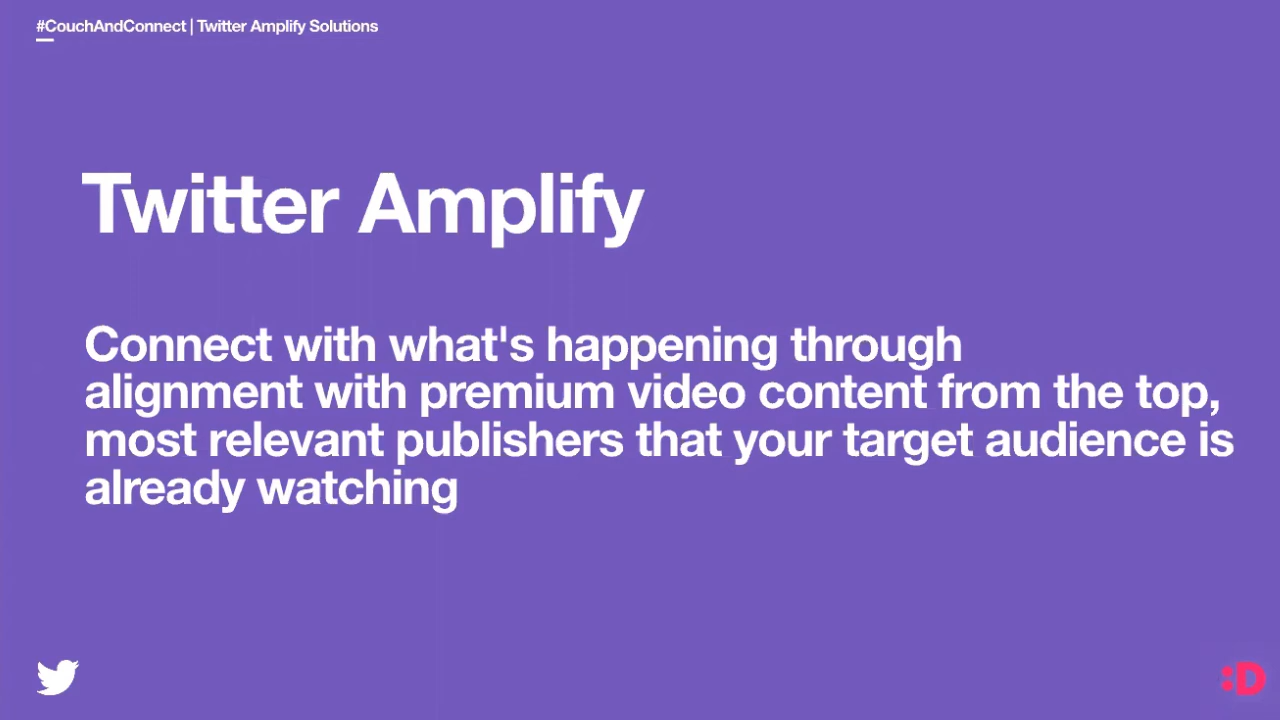 #CouchAndConnect | Twitter Amplify Solutions
Twitter Amplify
Connect with what's happening through
alignment with premium video content from the top,
most relevant publishers that your target audience is
already watching
:D